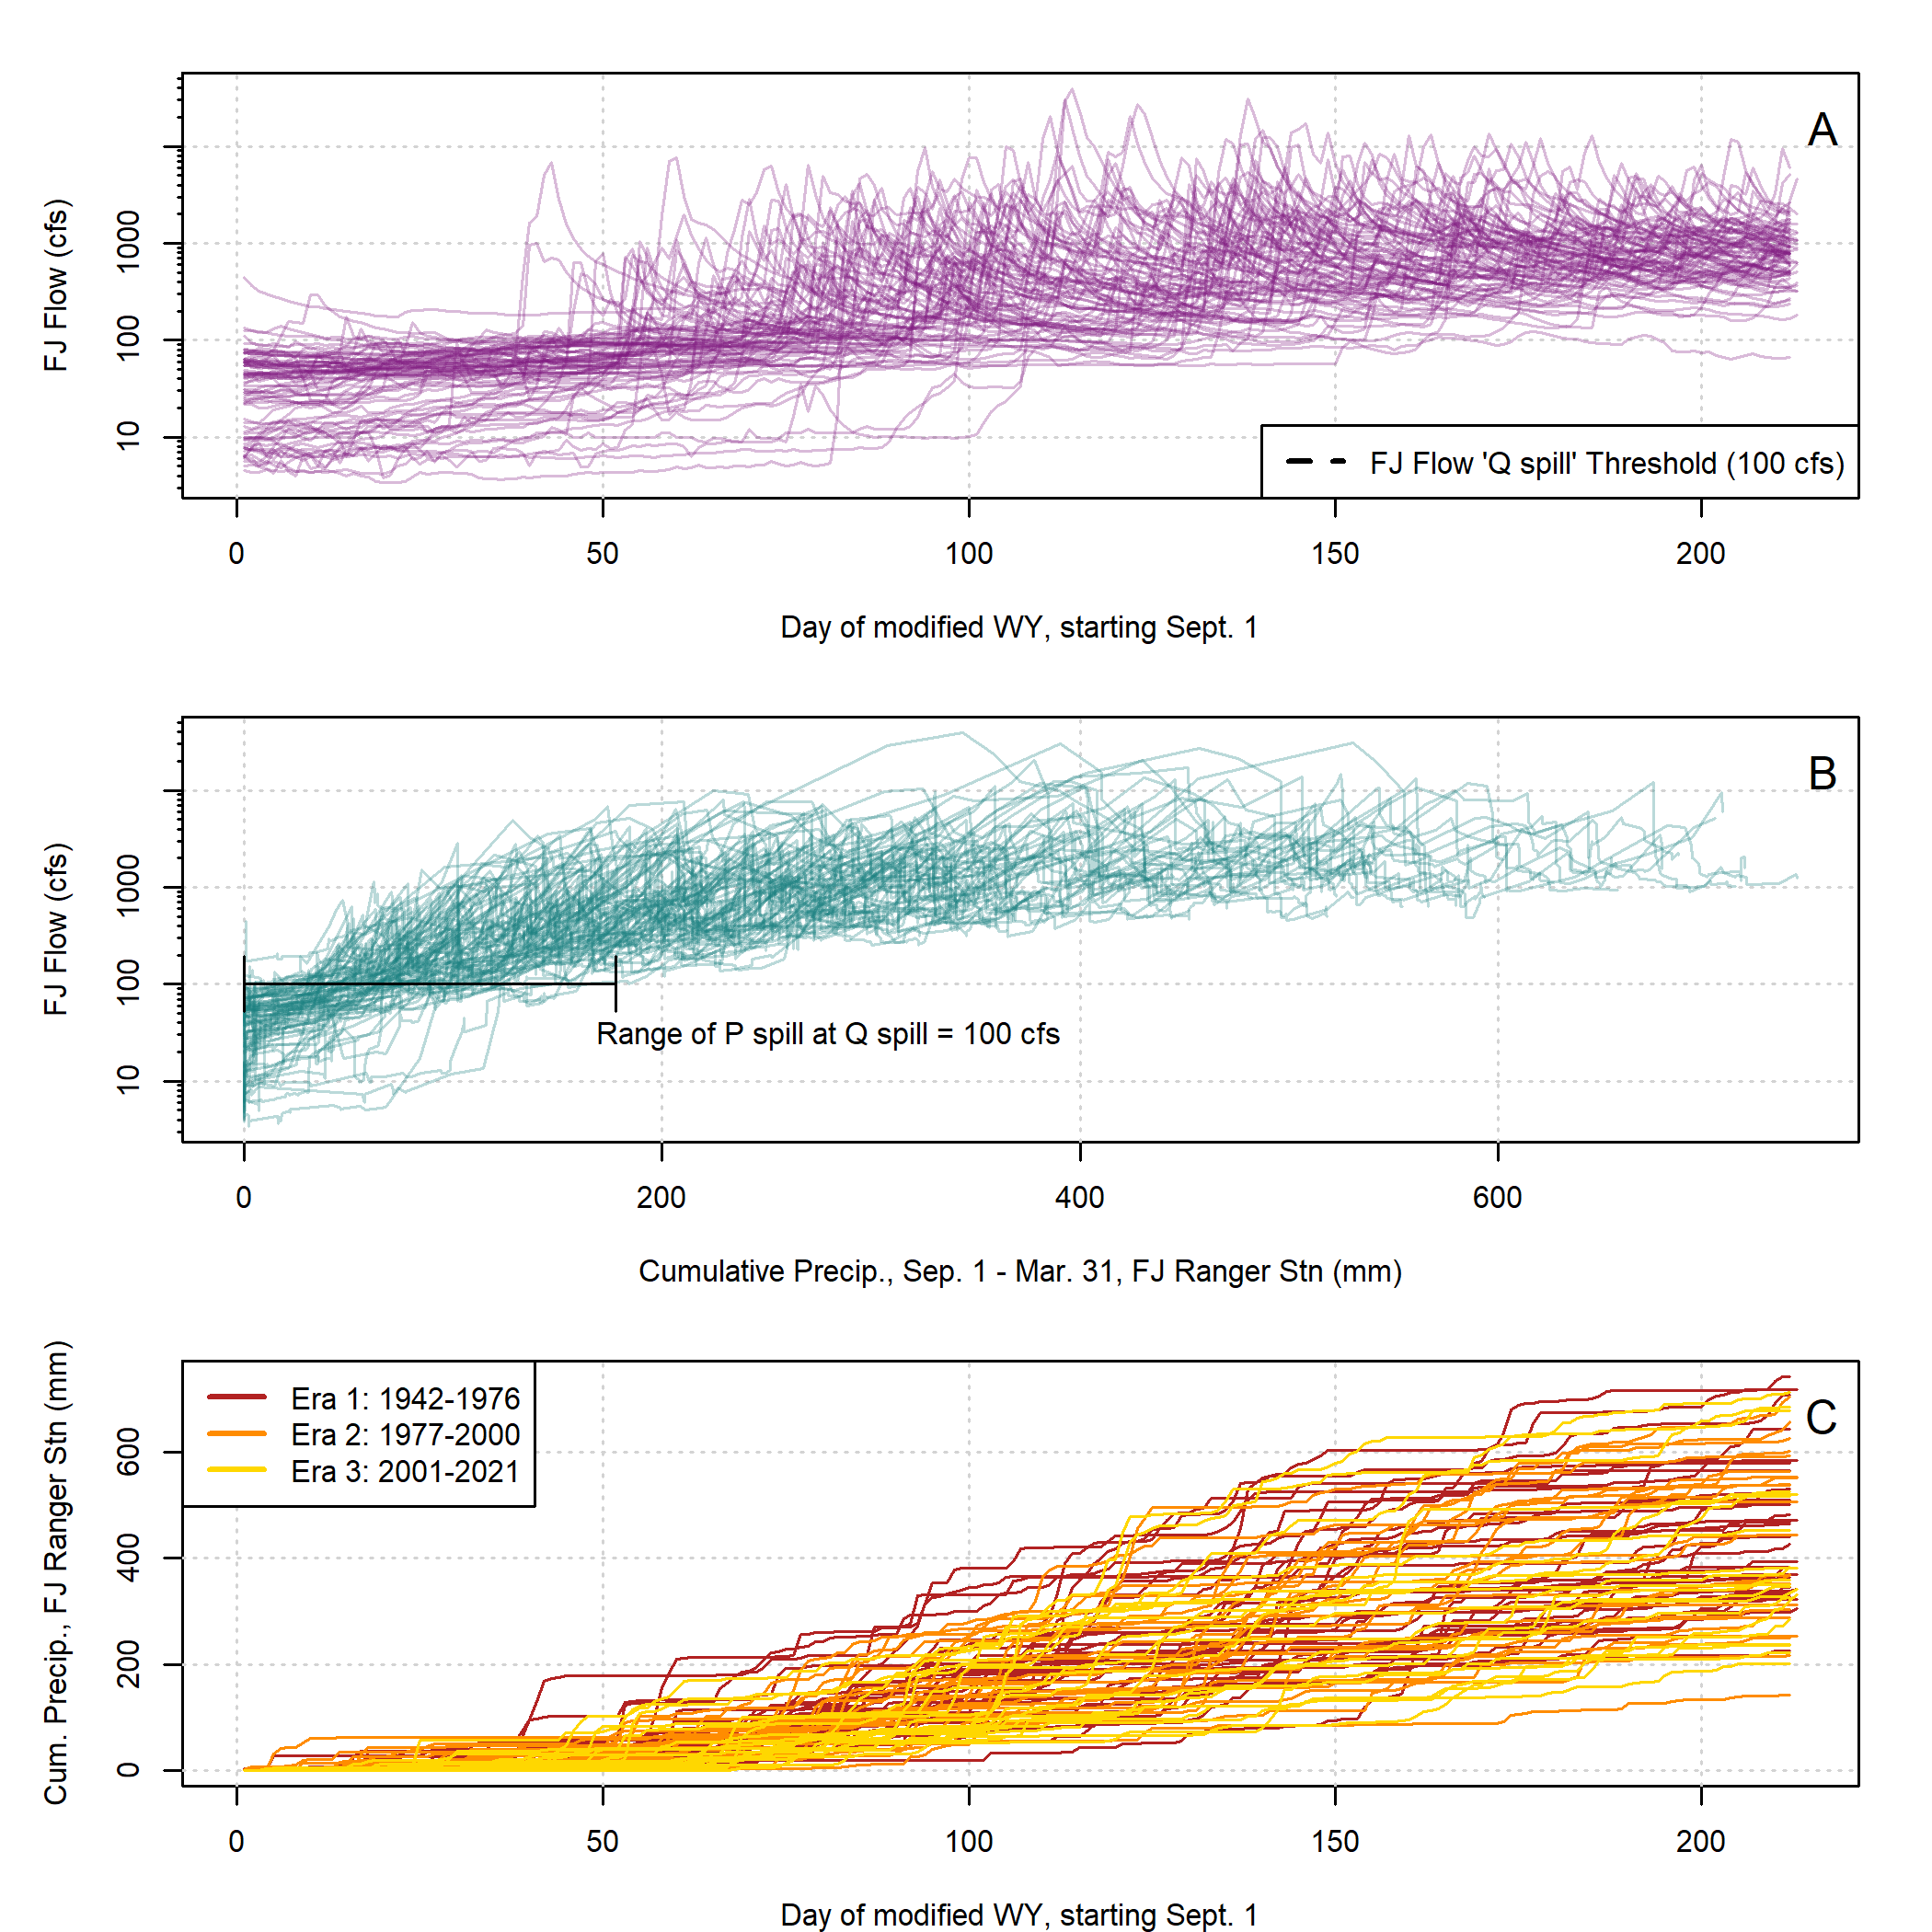 A
FJ Flow (cfs)
1000
100
10
FJ Flow 'Q spill' Threshold (100 cfs)
0 50 100 150 200
Day of modified WY, starting Sept. 1
B
FJ Flow (cfs)
1000
100
10
Range of P spill at Q spill = 100 cfs
0 200 400 600
Cumulative Precip., Sep. 1 - Mar. 31, FJ Ranger Stn (mm)
C
Cum. Precip., FJ Ranger Stn (mm)
Era 1: 1942-1976
Era 2: 1977-2000
Era 3: 2001-2021
600
400
200
0
0 50 100 150 200
Day of modified WY, starting Sept. 1